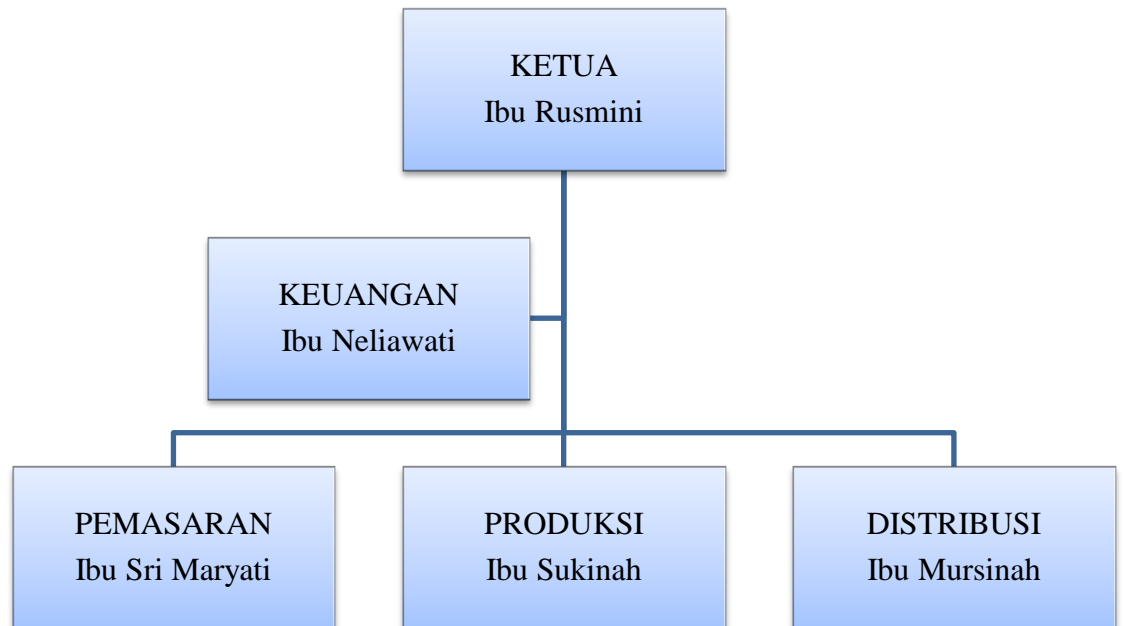 KETUA
Ibu Rusmini
KEUANGAN
Ibu Neliawati
PEMASARAN
Ibu Sri Maryati
PRODUKSI
Ibu Sukinah
DISTRIBUSI
Ibu Mursinah